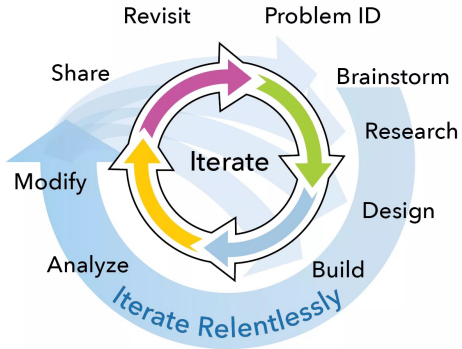 Revisit
Problem ID
Share
Brainstorm
Research
Iterate
Modify
Design
Analyze
Build
Iterate Relentlessly